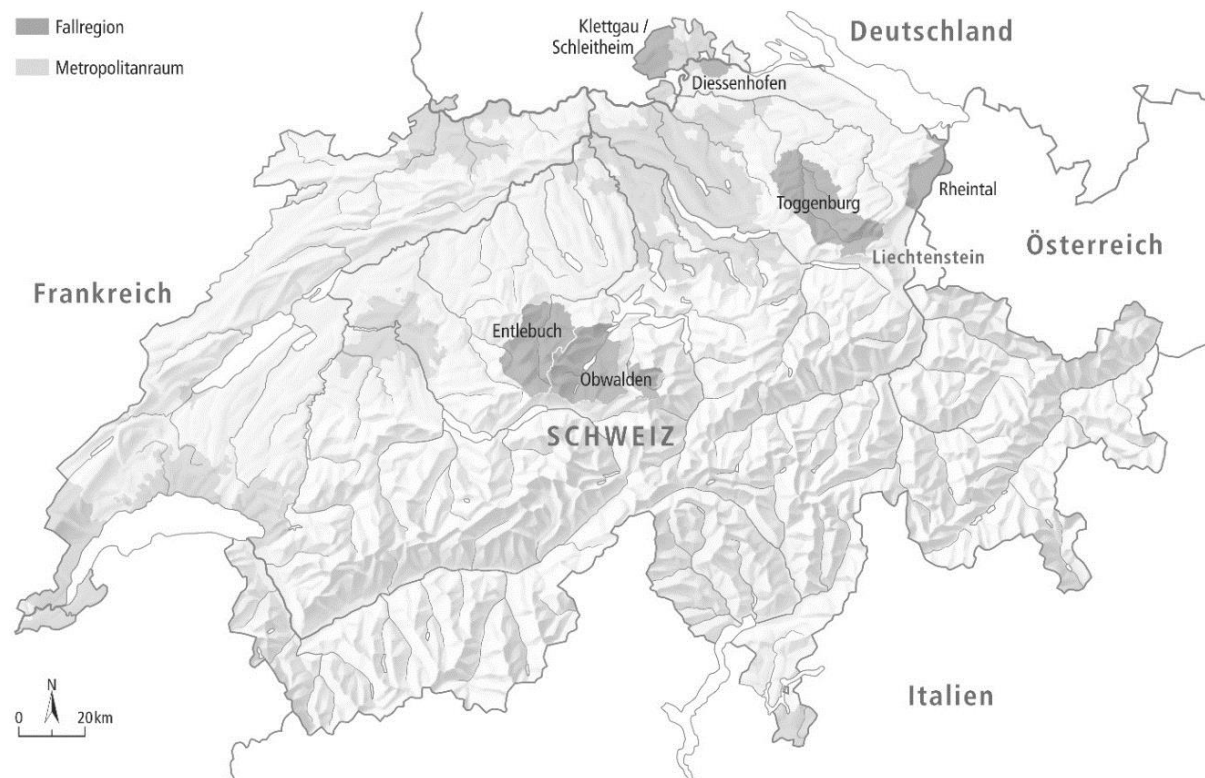 Fallregion
Metropolitanraum
Klettgau /
Schleitheim
Deutschland
Diessenhofen
Toggenburg
Rheintal
Österreich
Liechtenstein
Frankreich
Entlebuch
Obwalden
SCHWEIZ
Italien
N
0 20km